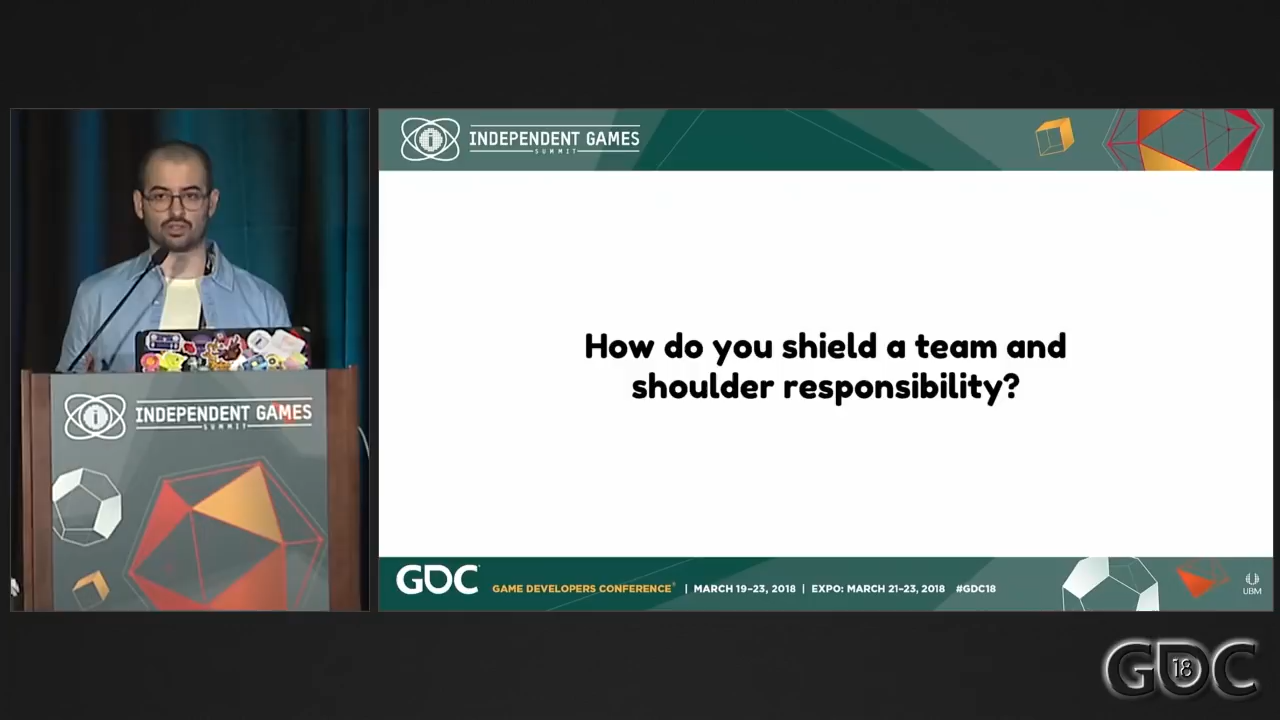 INDEPENDENT GAMES
SUMMIT
How do you shield a team and
shoulder responsibility?
INDEPENDENT GAMES
SUMMIT
GDC
GAME DEVELOPERS CONFERENCE® | MARCH 19–23, 2018 | EXPO: MARCH 21–23, 2018 #GDC18
UBM
GDC
18